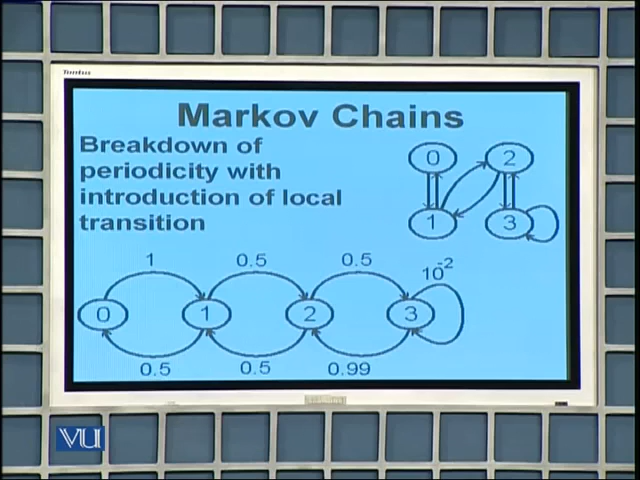 Markov Chains
Breakdown of
periodicity with
introduction of local
transition
0 2
1 3
1 0.5 0.5 10⁻²
0 1 2 3
0.5 0.5 0.99
VU